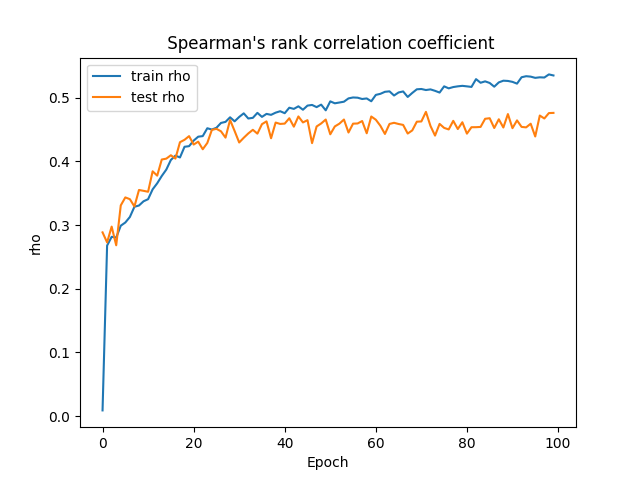 Spearman's rank correlation coefficient
train rho
test rho
rho
0.5
0.4
0.3
0.2
0.1
0.0
0 20 40 60 80 100
Epoch